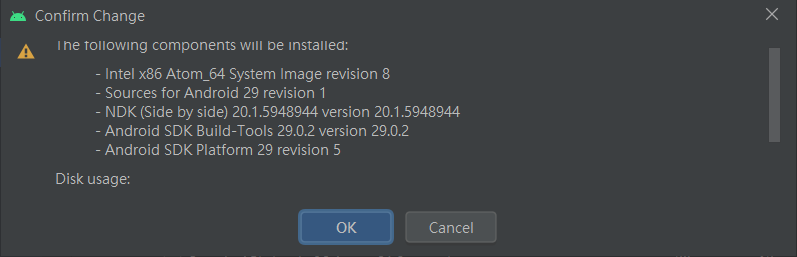 Confirm Change
The following components will be installed:
- Intel x86 Atom_64 System Image revision 8
- Sources for Android 29 revision 1
- NDK (Side by side) 20.1.5948944 version 20.1.5948944
- Android SDK Build-Tools 29.0.2 version 29.0.2
- Android SDK Platform 29 revision 5
Disk usage:
OK
Cancel